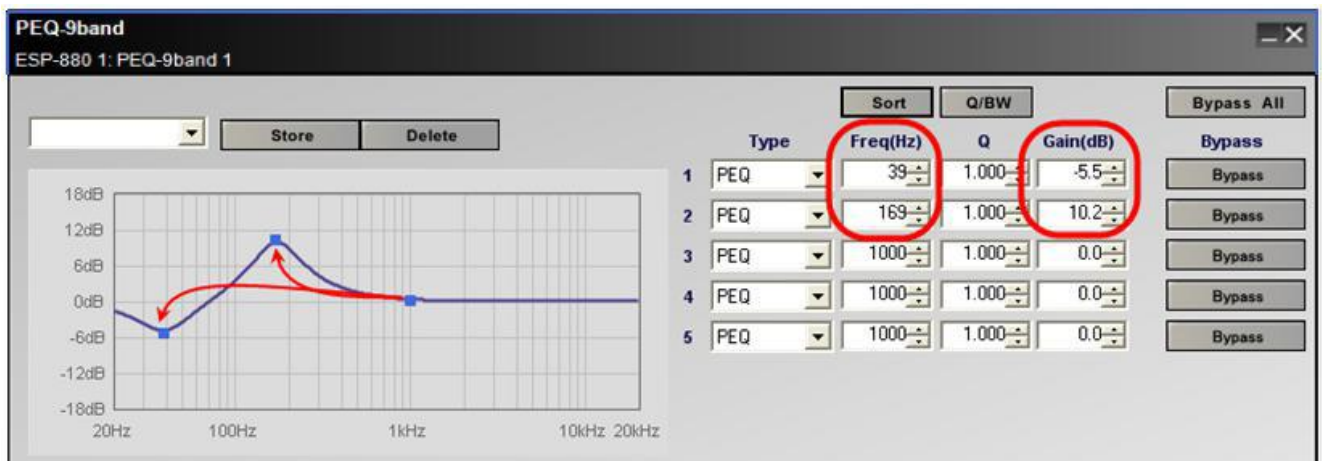 PEQ-9band
ESP-880 1: PEQ-9band 1
Sort Q/BW Bypass All
Store Delete
Type Freq(Hz) Q Gain(dB) Bypass
1 PEQ 39 1.000 -5.5 Bypass
2 PEQ 169 1.000 10.2 Bypass
3 PEQ 1000 1.000 0.0 Bypass
4 PEQ 1000 1.000 0.0 Bypass
5 PEQ 1000 1.000 0.0 Bypass
18dB
12dB
6dB
0dB
-6dB
-12dB
-18dB
20Hz 100Hz 1kHz 10kHz 20kHz